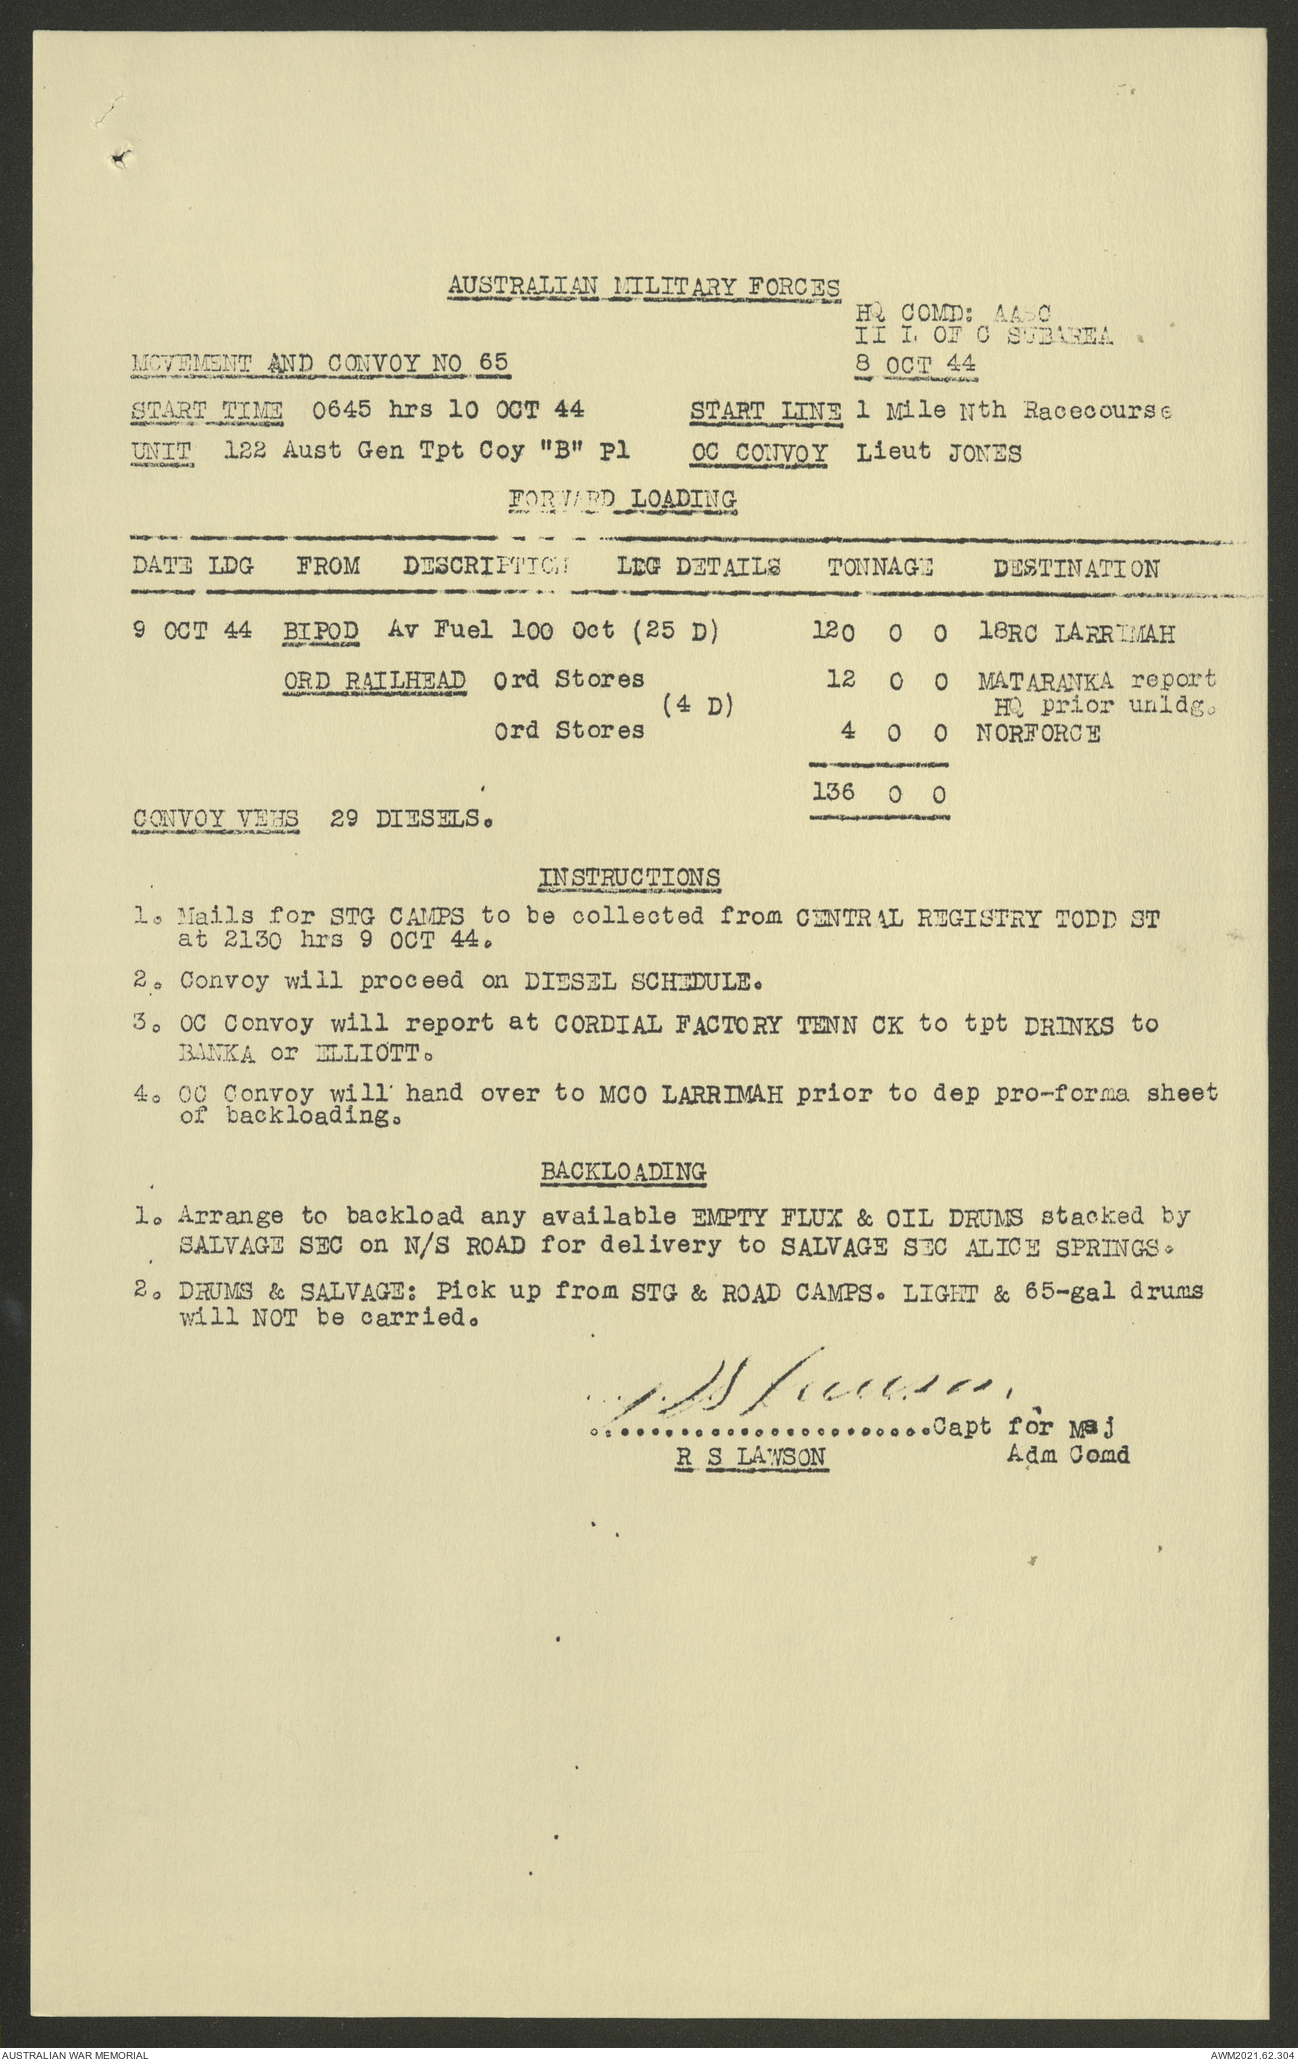 AUSTRALIAN MILITARY FORCES
HQ COMD: AASC
II L OF C SUBAREA
MOVEMENT AND CONVOY NO 65 8 OCT 44
START TIME 0645 hrs 10 OCT 44 START LINE 1 Mile Nth Racecourse
UNIT 122 Aust Gen Tpt Coy "B" Pl OC CONVOY Lieut JONES
FORWARD LOADING
DATE LDG FROM DESCRIPTION LDG DETAILS TONNAGE DESTINATION
9 OCT 44 BIPOD Av Fuel 100 Oct (25 D) 120 0 0 18RC LARRIMAH
ORD RAILHEAD Ord Stores 12 0 0 MATARANKA report
(4 D) HQ prior unldg.
Ord Stores 4 0 0 NORFORCE
136 0 0
CONVOY VEHS 29 DIESELS.
INSTRUCTIONS
1. Mails for STG CAMPS to be collected from CENTRAL REGISTRY TODD ST
at 2130 hrs 9 OCT 44.
2. Convoy will proceed on DIESEL SCHEDULE.
3. OC Convoy will report at CORDIAL FACTORY TENN CK to tpt DRINKS to
BANKA or ELLIOTT.
4. OC Convoy will hand over to MCO LARRIMAH prior to dep pro-forma sheet
of backloading.
BACKLOADING
1. Arrange to backload any available EMPTY FLUX & OIL DRUMS stacked by
SALVAGE SEC on N/S ROAD for delivery to SALVAGE SEC ALICE SPRINGS.
2. DRUMS & SALVAGE: Pick up from STG & ROAD CAMPS. LIGHT & 65-gal drums
will NOT be carried.
RS Lawson
.......................Capt for Maj
R S LAWSON Adm Comd
AUSTRALIAN WAR MEMORIAL AWM2021.62.304